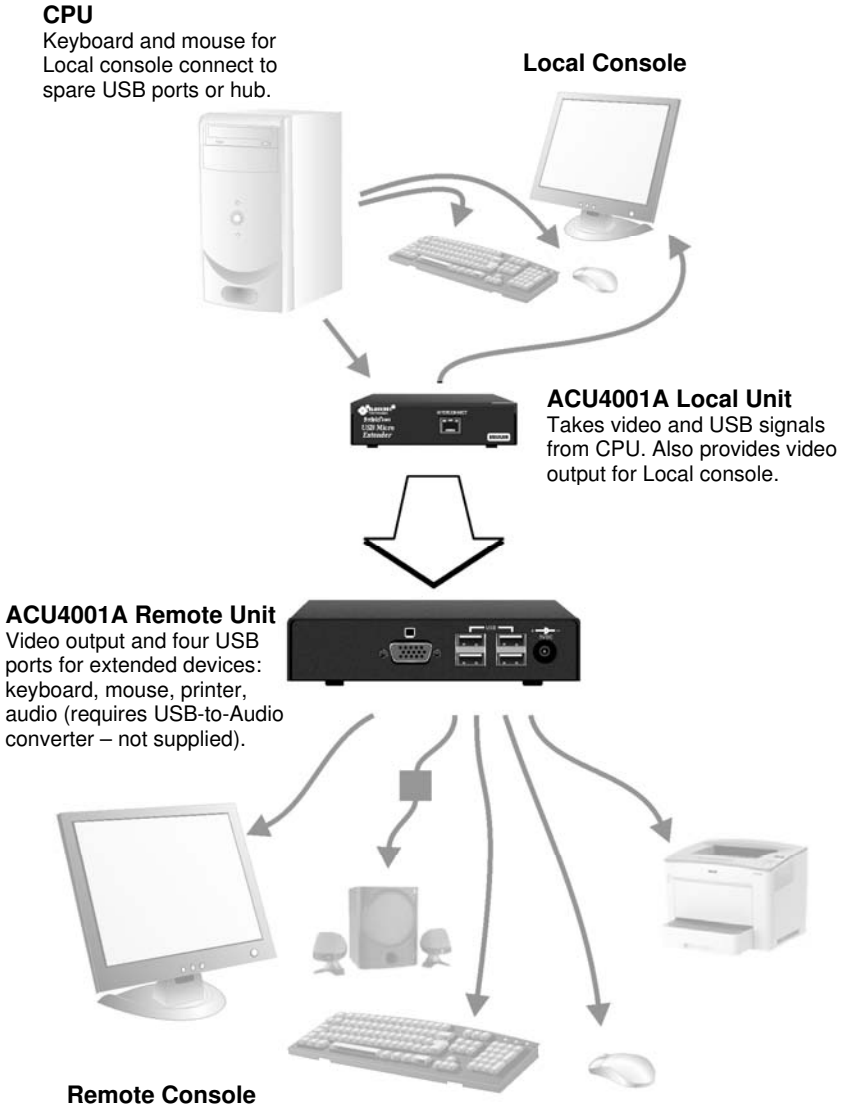 CPU
Keyboard and mouse for
Local console connect to
spare USB ports or hub.
Local Console
INTERCONNECT
USB Micro
Extender
ACU4001A Local Unit
Takes video and USB signals
from CPU. Also provides video
output for Local console.
ACU4001A Remote Unit
Video output and four USB
ports for extended devices:
keyboard, mouse, printer,
audio (requires USB-to-Audio
converter – not supplied).
USB
Remote Console